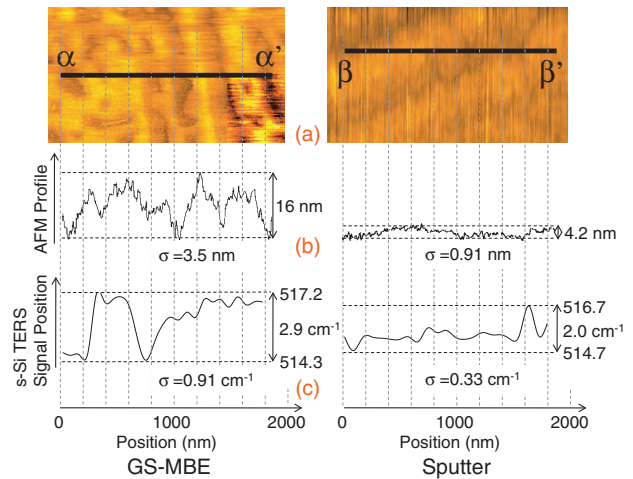 α α’
β β’
(a)
AFM Profile
16 nm
σ =3.5 nm
(b)
4.2 nm
σ =0.91 nm
s-Si TERS
Signal Position
517.2
2.9 cm-1
514.3
σ =0.91 cm-1
(c)
516.7
2.0 cm-1
514.7
σ =0.33 cm-1
0 1000 2000
Position (nm)
GS-MBE
0 1000 2000
Position (nm)
Sputter